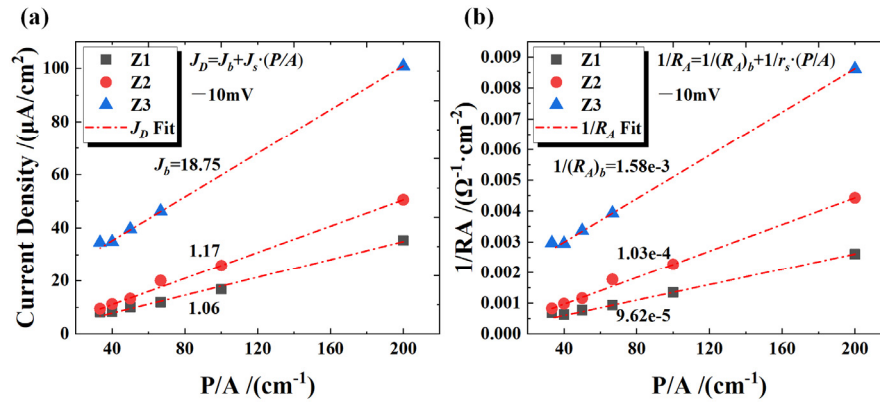 (a)
Z1
Z2
Z3
J_D Fit
J_D=J_b+J_s·(P/A)
—10mV
J_b=18.75
1.17
1.06
Current Density /(μA/cm²)
100
80
60
40
20
0
40 80 120 160 200
P/A /(cm⁻¹)
(b)
Z1
Z2
Z3
1/R_A Fit
1/R_A=1/(R_A)_b+1/r_s·(P/A)
—10mV
1/(R_A)_b=1.58e-3
1.03e-4
9.62e-5
1/RA /(Ω⁻¹·cm⁻²)
0.009
0.008
0.007
0.006
0.005
0.004
0.003
0.002
0.001
0.000
40 80 120 160 200
P/A /(cm⁻¹)